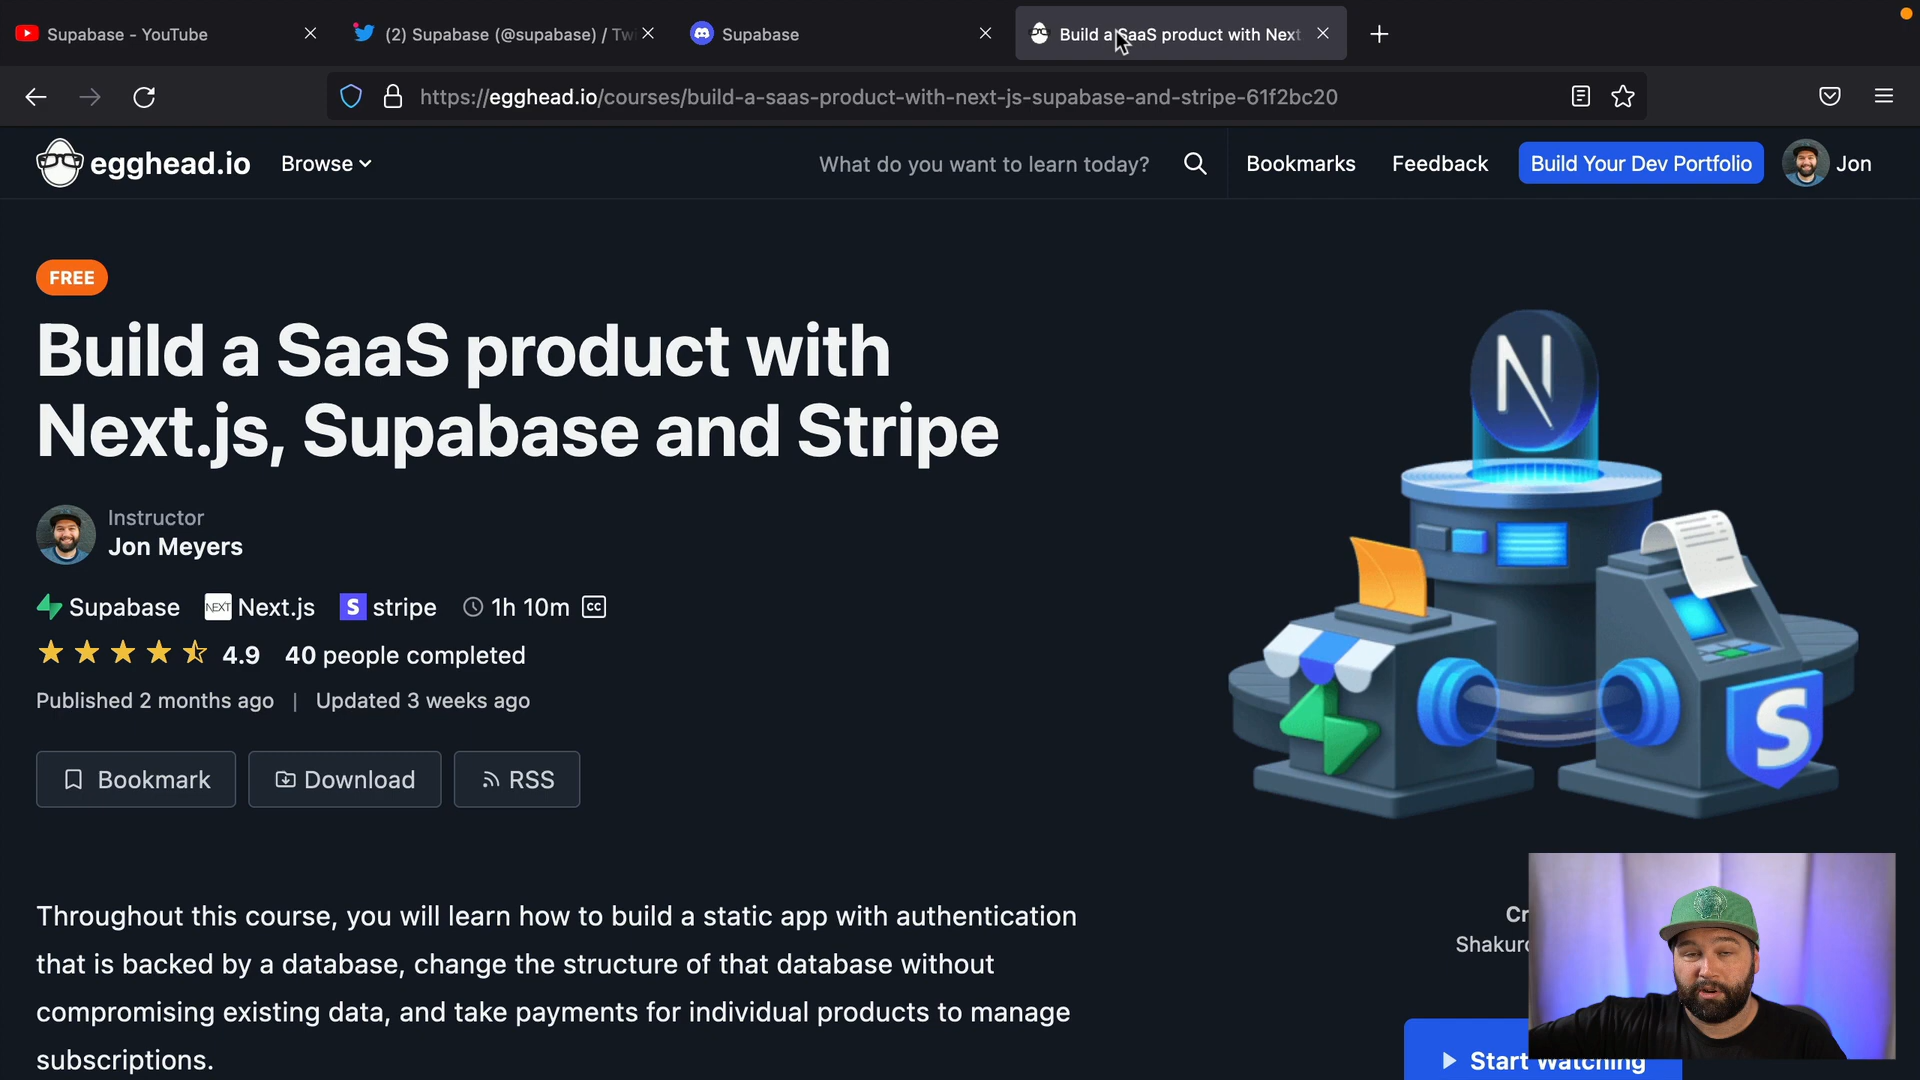 Supabase - YouTube
(2) Supabase (@supabase) / Tw
Supabase
Build a SaaS product with Next
https://egghead.io/courses/build-a-saas-product-with-next-js-supabase-and-stripe-61f2bc20
egghead.io
Browse
What do you want to learn today?
Bookmarks
Feedback
Build Your Dev Portfolio
Jon
FREE
Build a SaaS product with
Next.js, Supabase and Stripe
Instructor
Jon Meyers
Supabase
NEXT
Next.js
S
stripe
1h 10m
CC
4.9
40 people completed
Published 2 months ago | Updated 3 weeks ago
Bookmark
Download
RSS
N
S
Throughout this course, you will learn how to build a static app with authentication
that is backed by a database, change the structure of that database without
compromising existing data, and take payments for individual products to manage
subscriptions.
Cr
Shakuro
Start Watching